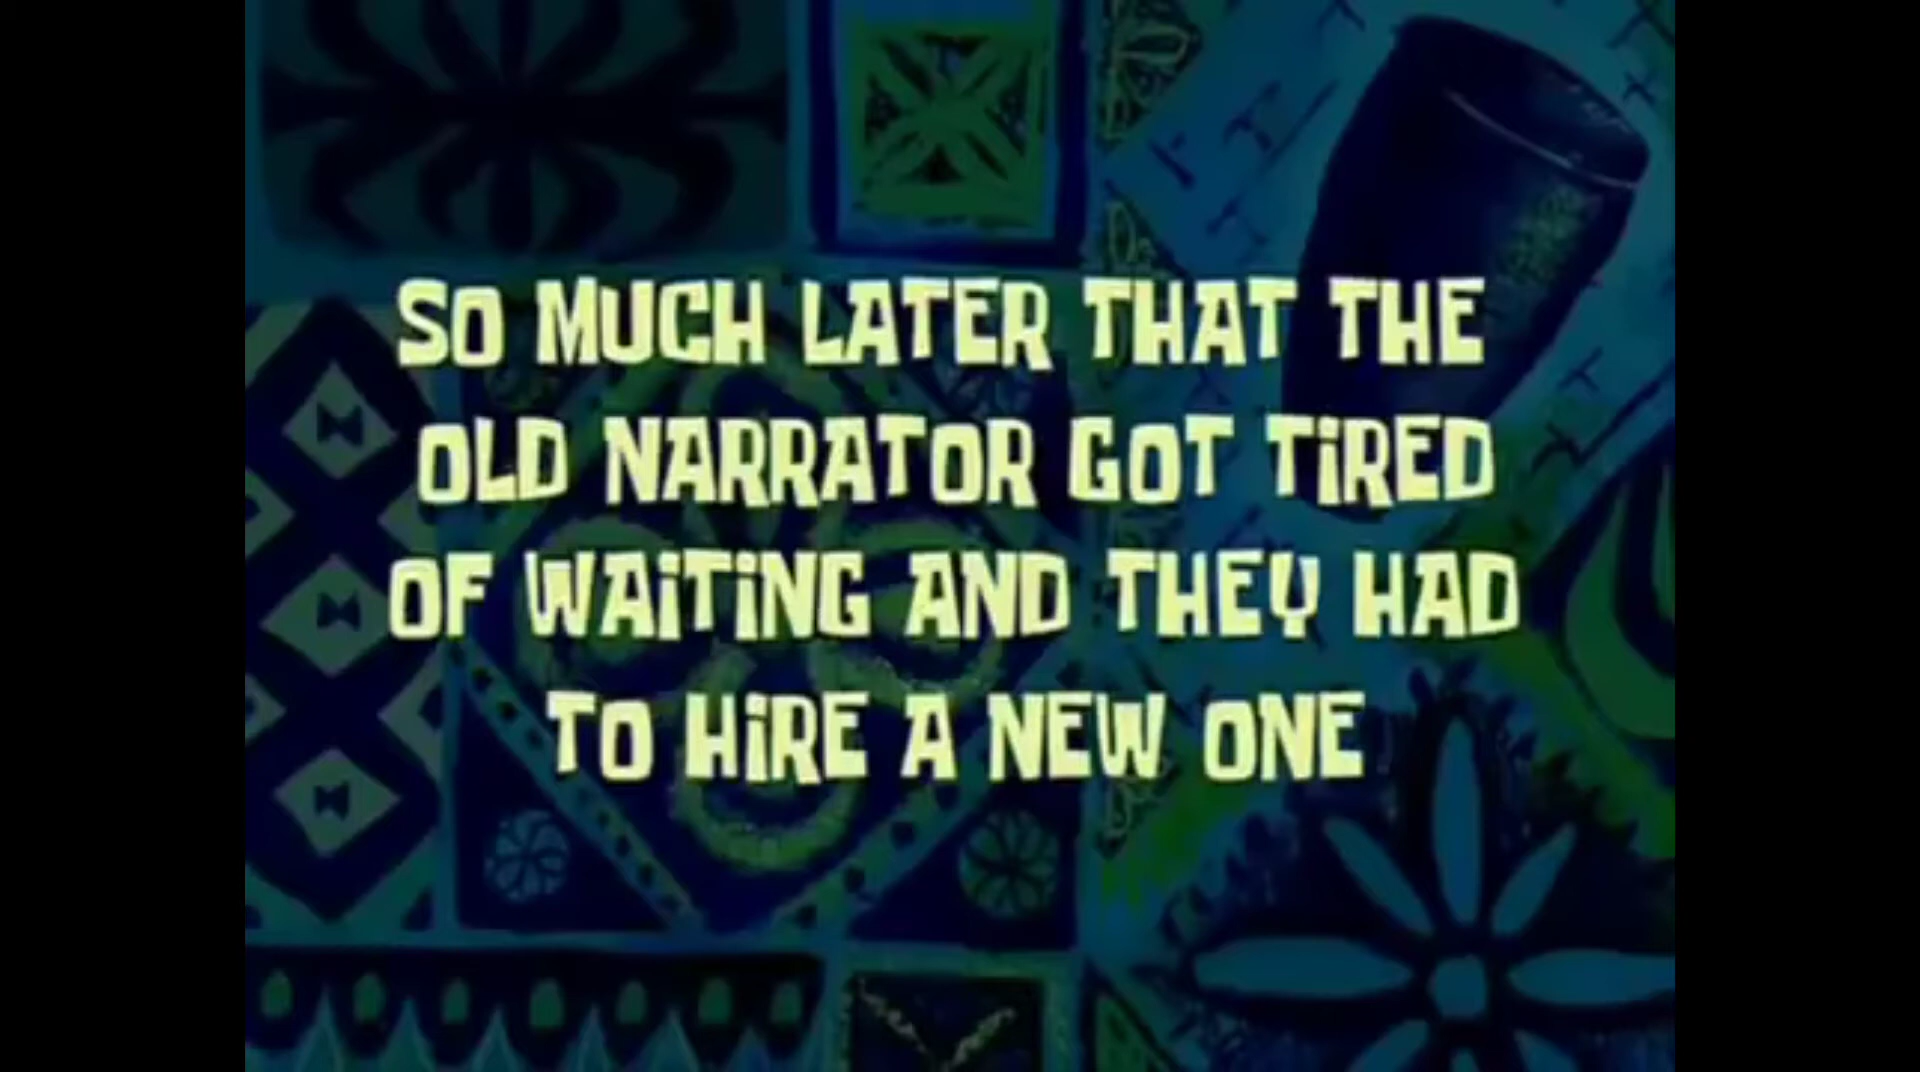 SO MUCH LATER THAT THE
OLD NARRATOR GOT TiRED
OF WAiTiNG AND THEY HAD
TO HiRE A NEW ONE